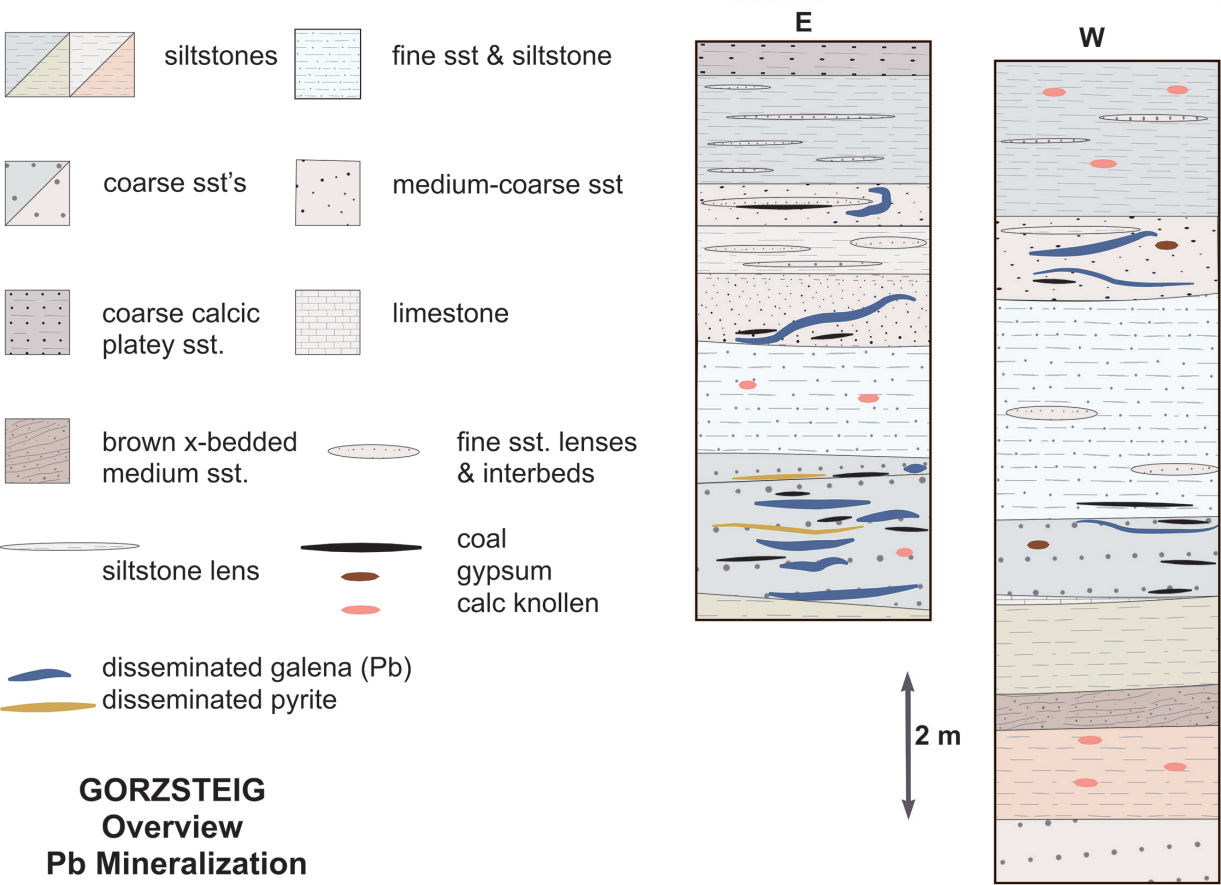 siltstones
fine sst & siltstone
coarse sst's
medium-coarse sst
coarse calcic
platey sst.
limestone
brown x-bedded
medium sst.
fine sst. lenses
& interbeds
siltstone lens
coal
gypsum
calc knollen
disseminated galena (Pb)
disseminated pyrite
GORZSTEIG
Overview
Pb Mineralization
E
W
2 m